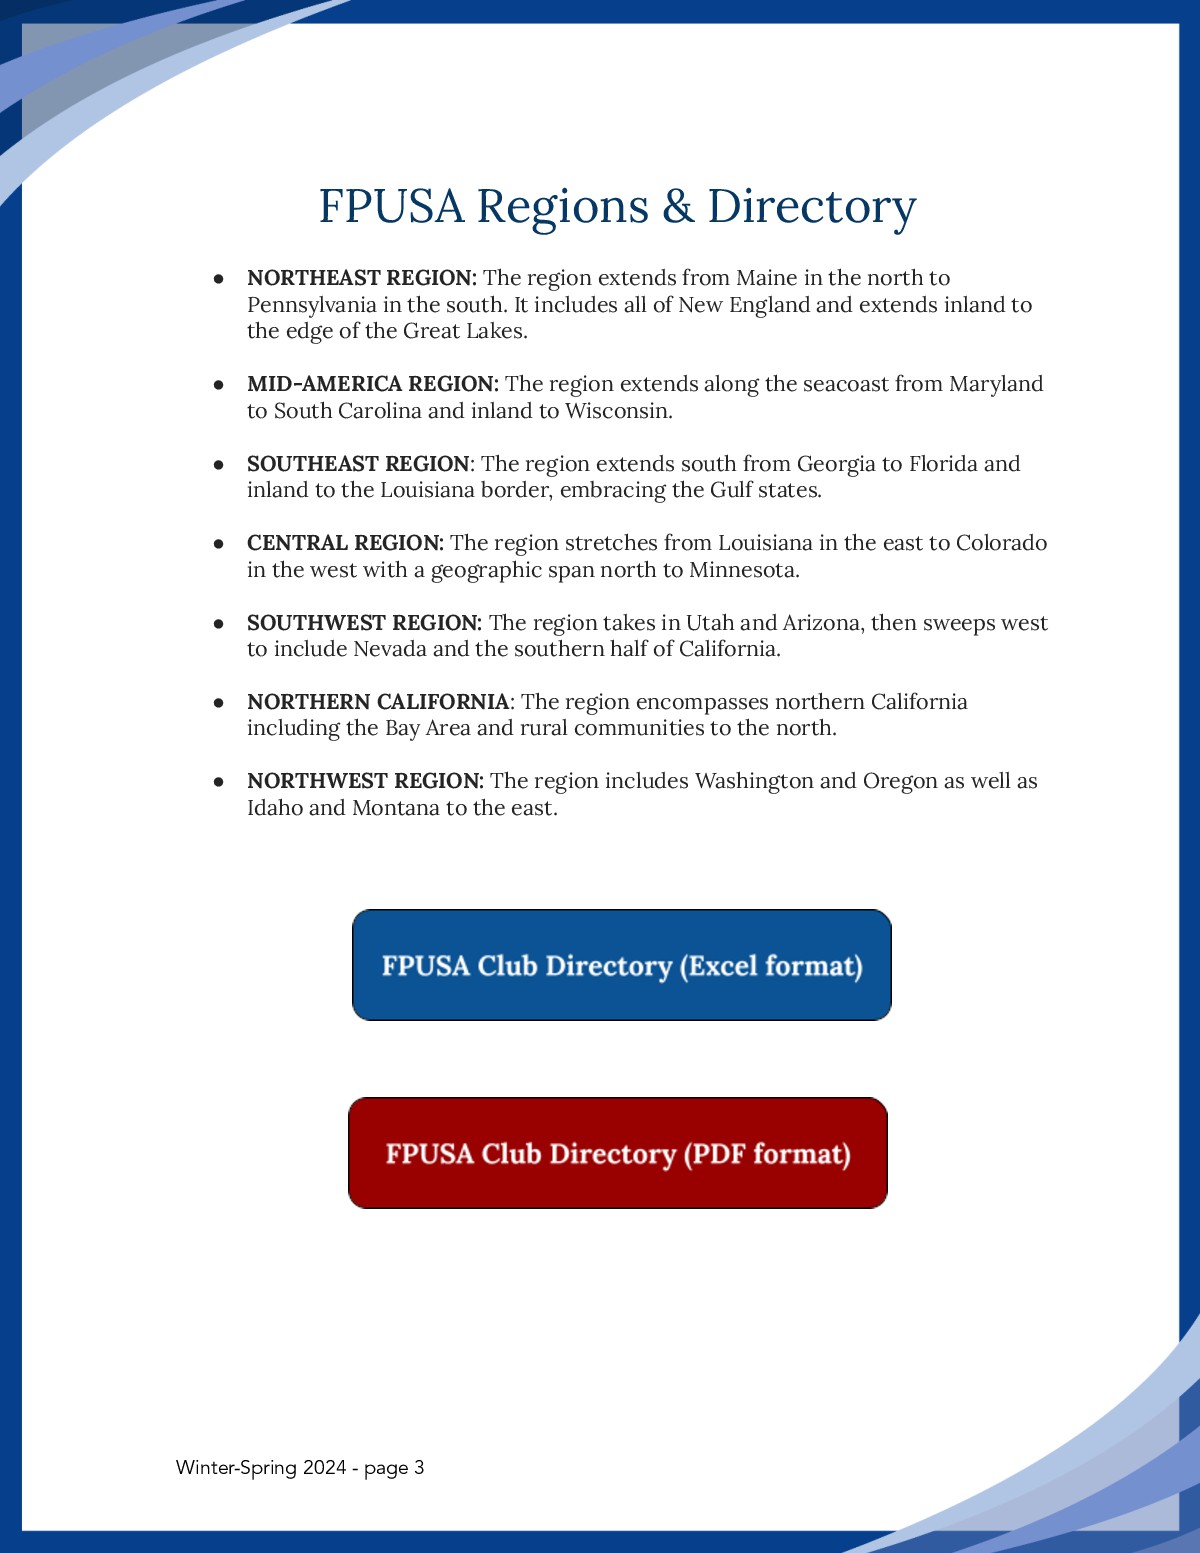 FPUSA Regions & Directory
● NORTHEAST REGION: The region extends from Maine in the north to
Pennsylvania in the south. It includes all of New England and extends inland to
the edge of the Great Lakes.
● MID-AMERICA REGION: The region extends along the seacoast from Maryland
to South Carolina and inland to Wisconsin.
● SOUTHEAST REGION: The region extends south from Georgia to Florida and
inland to the Louisiana border, embracing the Gulf states.
● CENTRAL REGION: The region stretches from Louisiana in the east to Colorado
in the west with a geographic span north to Minnesota.
● SOUTHWEST REGION: The region takes in Utah and Arizona, then sweeps west
to include Nevada and the southern half of California.
● NORTHERN CALIFORNIA: The region encompasses northern California
including the Bay Area and rural communities to the north.
● NORTHWEST REGION: The region includes Washington and Oregon as well as
Idaho and Montana to the east.
FPUSA Club Directory (Excel format)
FPUSA Club Directory (PDF format)
Winter-Spring 2024 - page 3